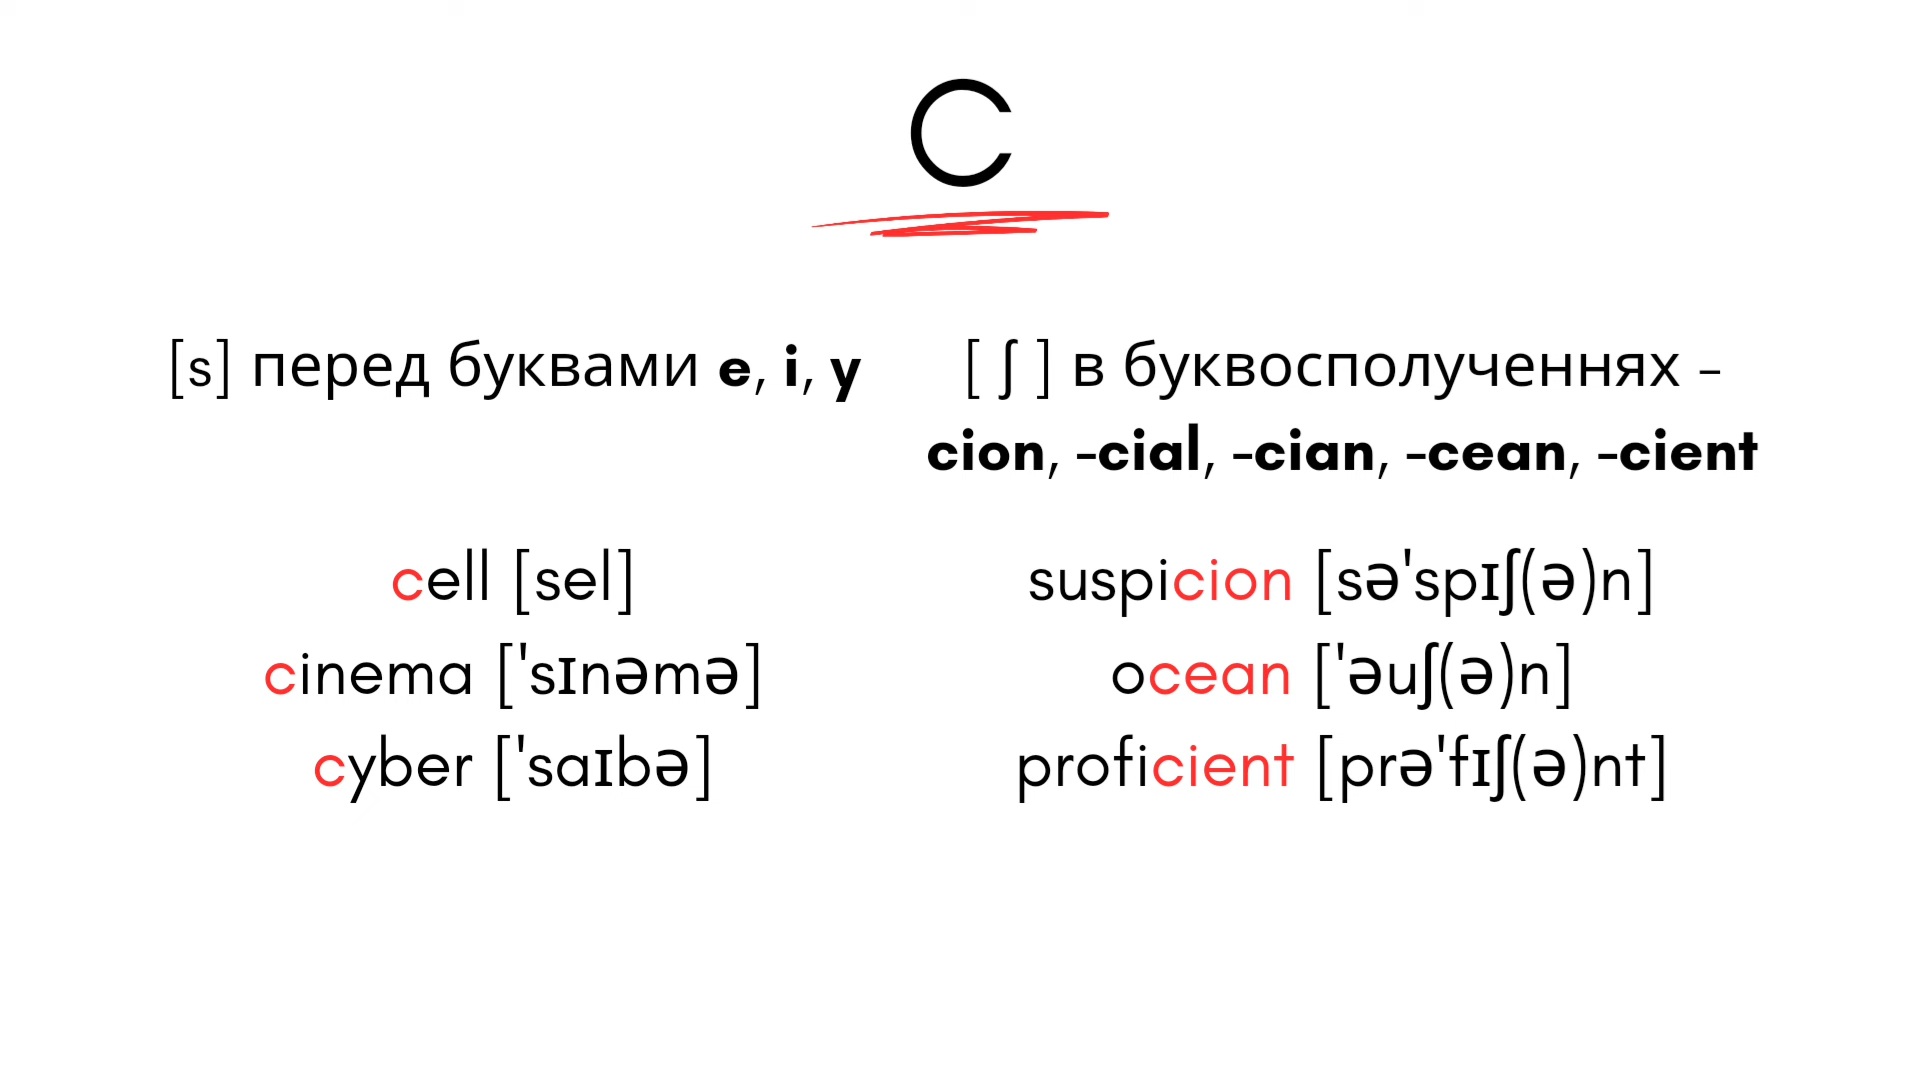 C
[s] перед буквами e, i, y
cell [sel]
cinema ['sɪnəmə]
cyber ['saɪbə]
[ ʃ ] в буквосполученнях –
cion, -cial, -cian, -cean, -cient
suspicion [sə'spɪʃ(ə)n]
ocean ['əuʃ(ə)n]
proficient [prə'fɪʃ(ə)nt]